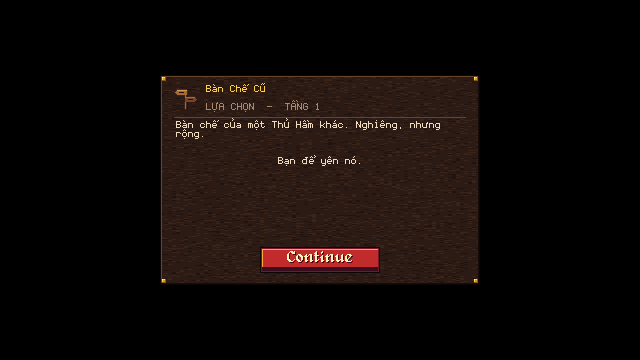 Bàn Chế Cũ
LỰA CHỌN – TẦNG 1
Bàn chế của một Thủ Hầm khác. Nghiêng, nhưng
rộng.
Bạn để yên nó.
Continue